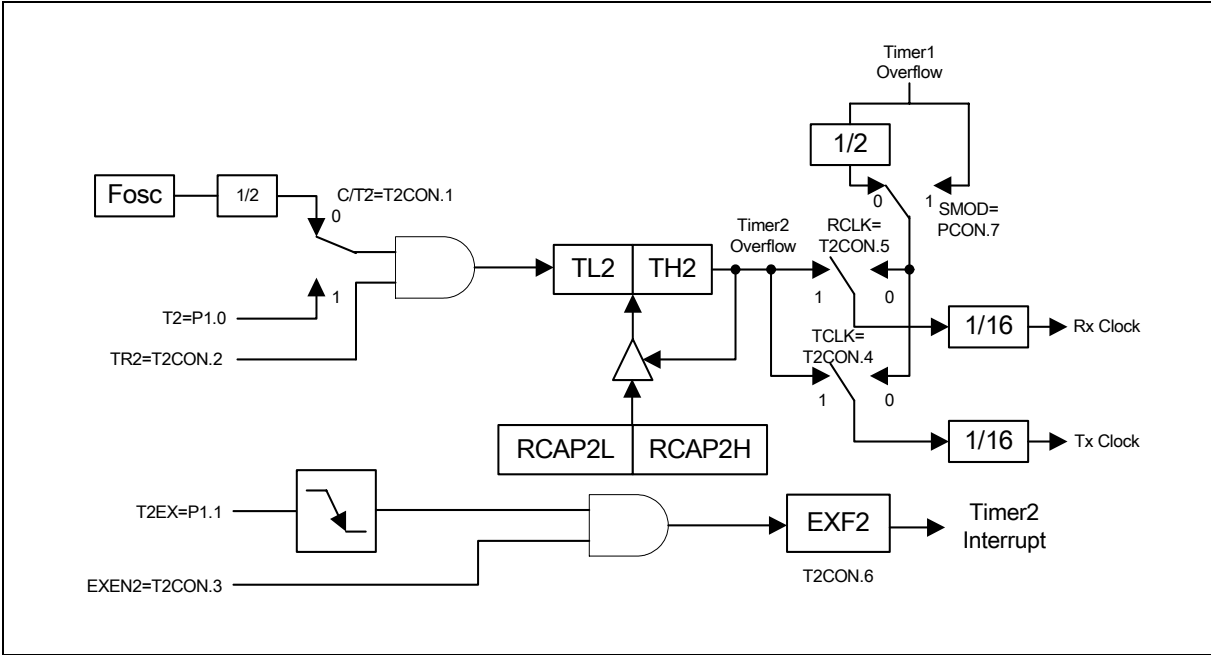 Timer1
Overflow
1/2
Fosc
1/2
C/T2=T2CON.1
0
0
1
SMOD=
PCON.7
Timer2
Overflow
RCLK=
T2CON.5
TL2
TH2
1
0
1
T2=P1.0
1/16
Rx Clock
TR2=T2CON.2
TCLK=
T2CON.4
1
0
RCAP2L
RCAP2H
1/16
Tx Clock
T2EX=P1.1
EXF2
Timer2
Interrupt
T2CON.6
EXEN2=T2CON.3